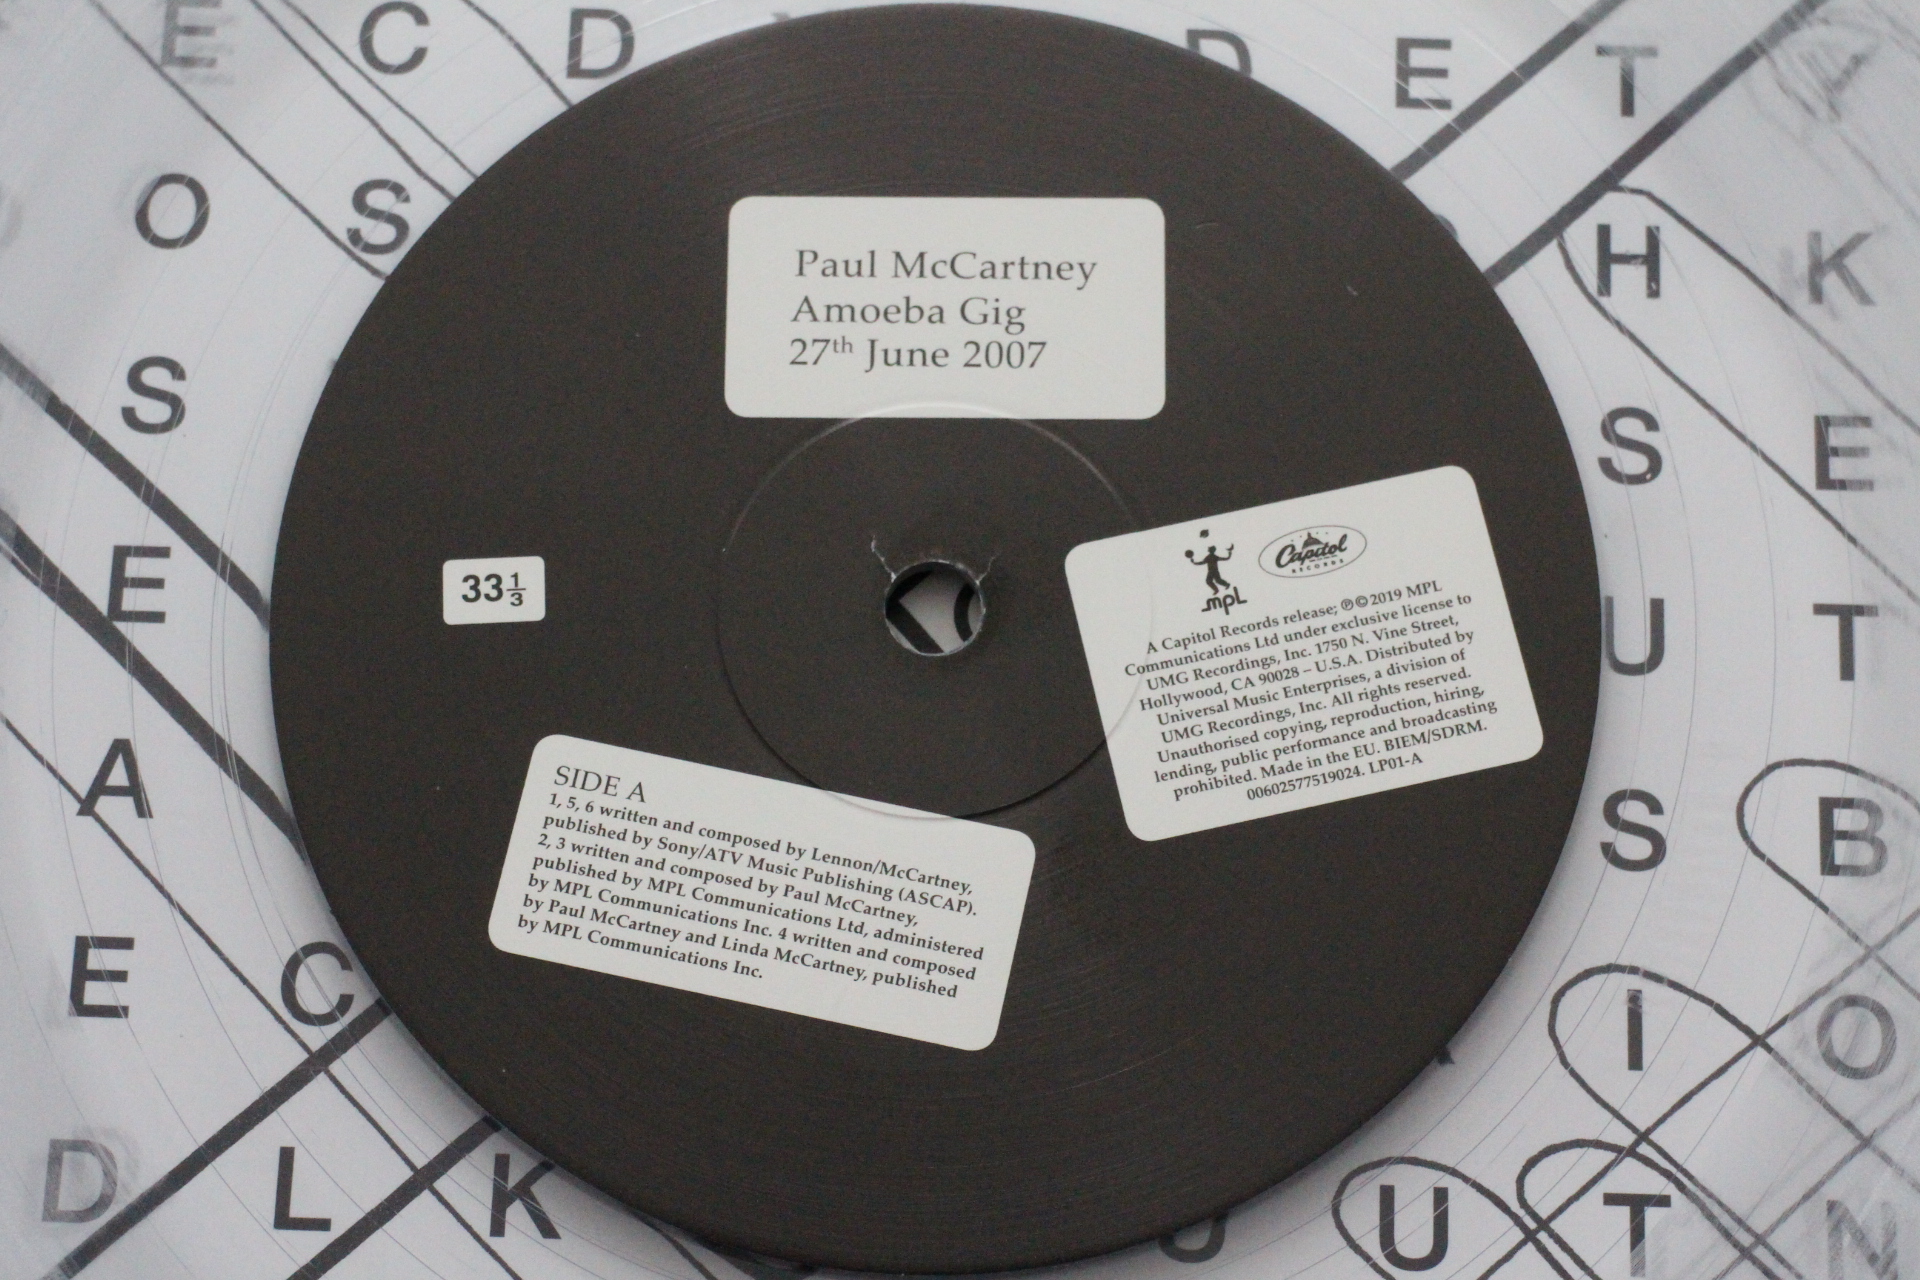 E C D D E T Y
O S H K
S S E
E U T
A S B
E C I O
D L K U U T N
Paul McCartney
Amoeba Gig
27th June 2007
33 1/3
mpl
Capitol
RECORDS
A Capitol Records release; ℗©2019 MPL
Communications Ltd under exclusive license to
UMG Recordings, Inc. 1750 N. Vine Street,
Hollywood, CA 90028 – U.S.A. Distributed by
Universal Music Enterprises, a division of
UMG Recordings, Inc. All rights reserved.
Unauthorised copying, reproduction, hiring,
lending, public performance and broadcasting
prohibited. Made in the EU. BIEM/SDRM.
00602577519024. LP01-A
SIDE A
1, 5, 6 written and composed by Lennon/McCartney,
published by Sony/ATV Music Publishing (ASCAP).
2, 3 written and composed by Paul McCartney,
published by MPL Communications Ltd, administered
by MPL Communications Inc. 4 written and composed
by Paul McCartney and Linda McCartney, published
by MPL Communications Inc.